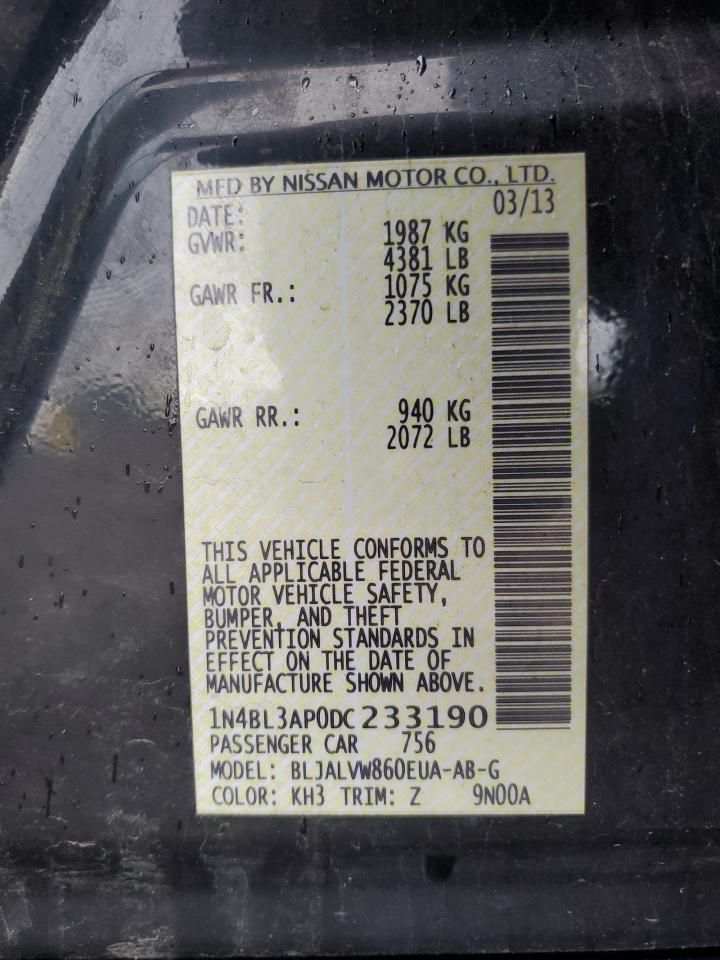 MFD BY NISSAN MOTOR CO., LTD.
DATE: 03/13
GVWR: 1987 KG
4381 LB
GAWR FR.: 1075 KG
2370 LB
GAWR RR.: 940 KG
2072 LB
THIS VEHICLE CONFORMS TO
ALL APPLICABLE FEDERAL
MOTOR VEHICLE SAFETY,
BUMPER, AND THEFT
PREVENTION STANDARDS IN
EFFECT ON THE DATE OF
MANUFACTURE SHOWN ABOVE.
1N4BL3AP0DC233190
PASSENGER CAR 756
MODEL: BLJALVW860EUA-AB-G
COLOR: KH3 TRIM: Z 9N00A